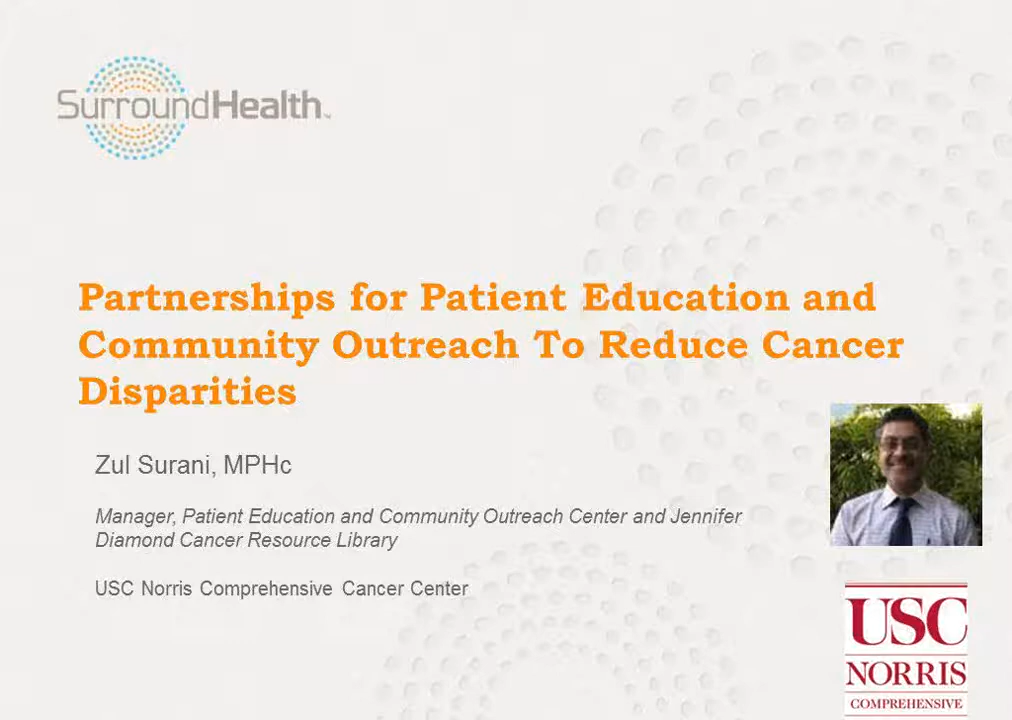 SurroundHealth™
Partnerships for Patient Education and
Community Outreach To Reduce Cancer
Disparities
Zul Surani, MPHc
Manager, Patient Education and Community Outreach Center and Jennifer
Diamond Cancer Resource Library
USC Norris Comprehensive Cancer Center
USC
NORRIS
COMPREHENSIVE